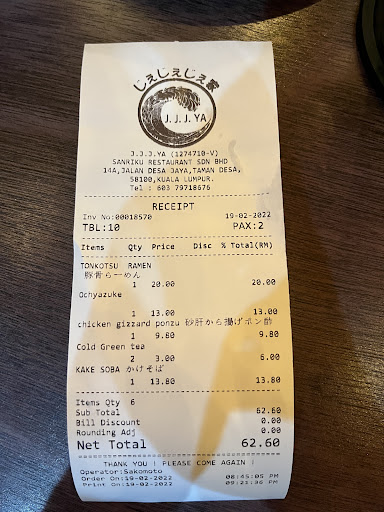 じぇじぇじぇ家
J.J.J.YA
J.J.J.YA (1274710-V)
SANRIKU RESTAURANT SDN BHD
14A,JALAN DESA JAYA,TAMAN DESA,
58100,KUALA LUMPUR.
Tel : 603 79718676
RECEIPT
Inv No:00018570 19-02-2022
TBL:10 PAX:2
Items Qty Price Disc % Total(RM)
TONKOTSU RAMEN
豚骨らーめん
1 20.00 20.00
Ochyazuke
1 13.00 13.00
chicken gizzard ponzu 砂肝から揚げポン酢
1 9.80 9.80
Cold Green tea
2 3.00 6.00
KAKE SOBA かけそば
1 13.80 13.80
Items Qty 6
Sub Total 62.60
Bill Discount 0.00
Rounding Adj 0.00
Net Total 62.60
THANK YOU ! PLEASE COME AGAIN !
Operator:Sakomoto
Order On:19-02-2022 08:45:05 PM
Print On:19-02-2022 09:21:36 PM